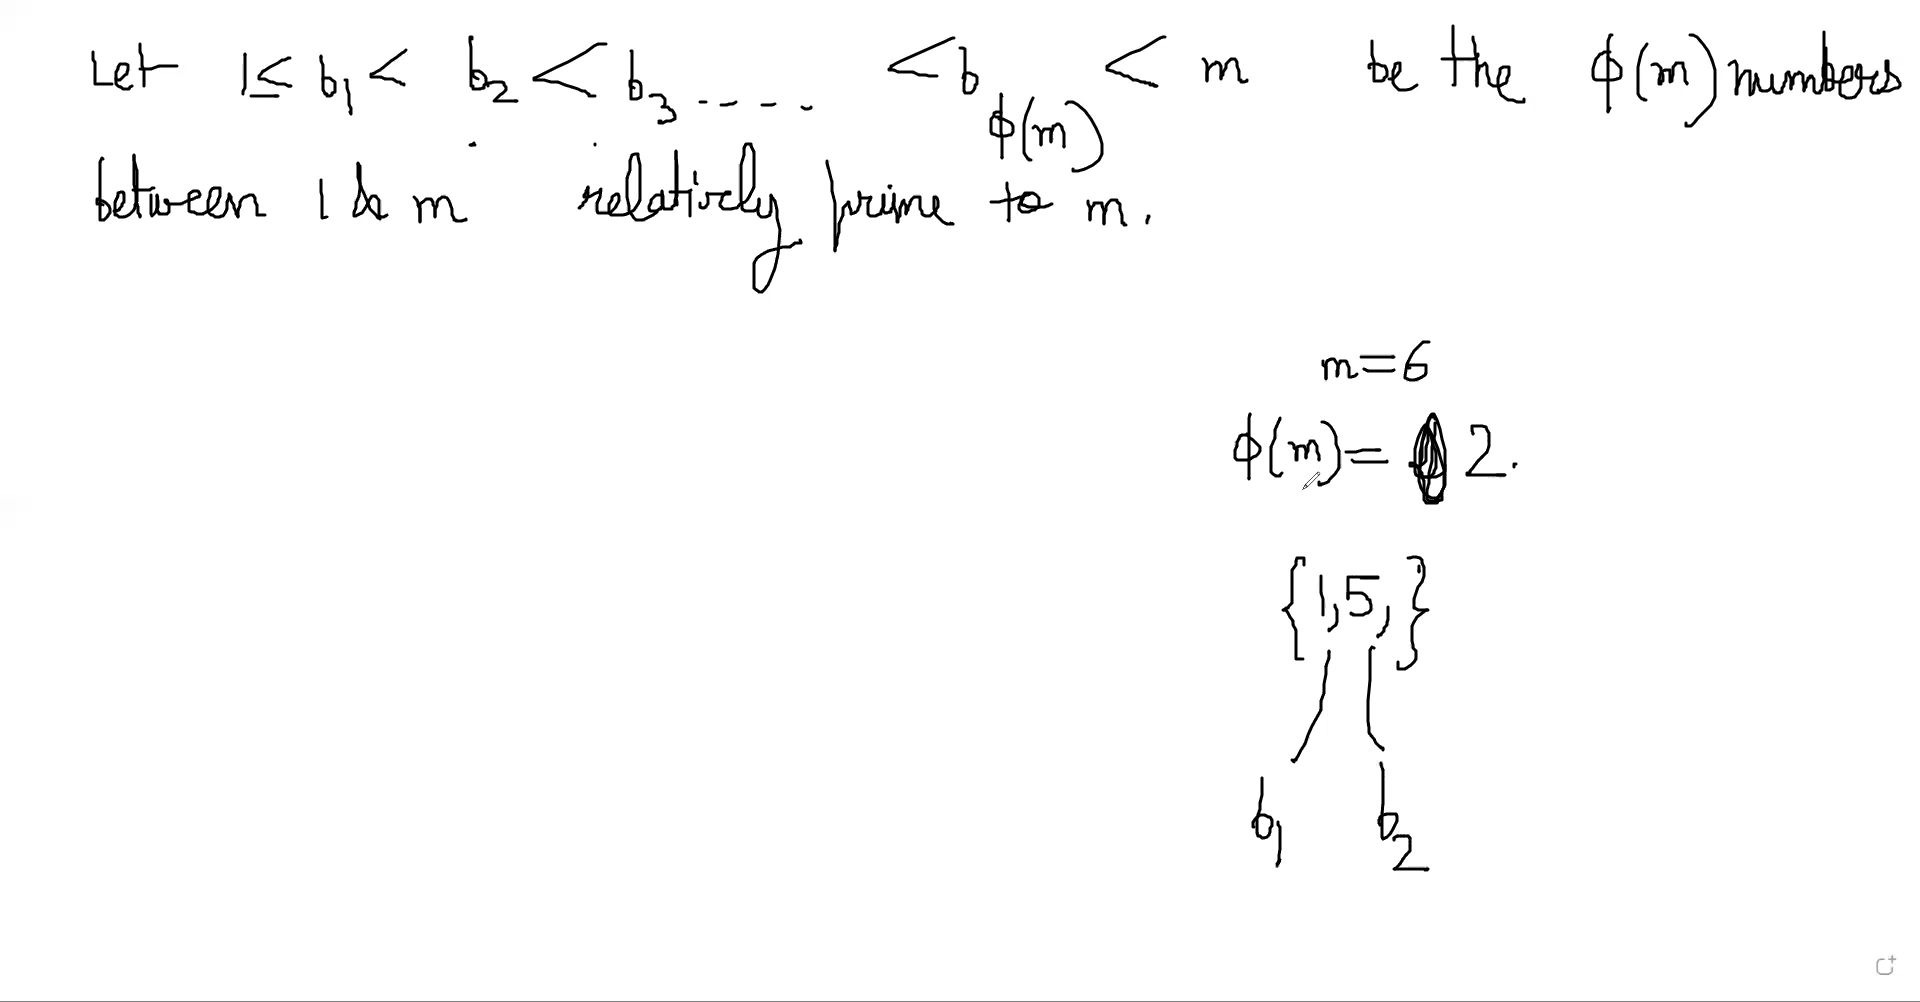 Let 1 ≤ b₁ < b₂ < b₃ ---- < b_ϕ(m) < m be the ϕ(m) numbers
between 1 & m relatively prime to m.
m=6
ϕ(m)= 2.
{1,5,}
b₁ b₂